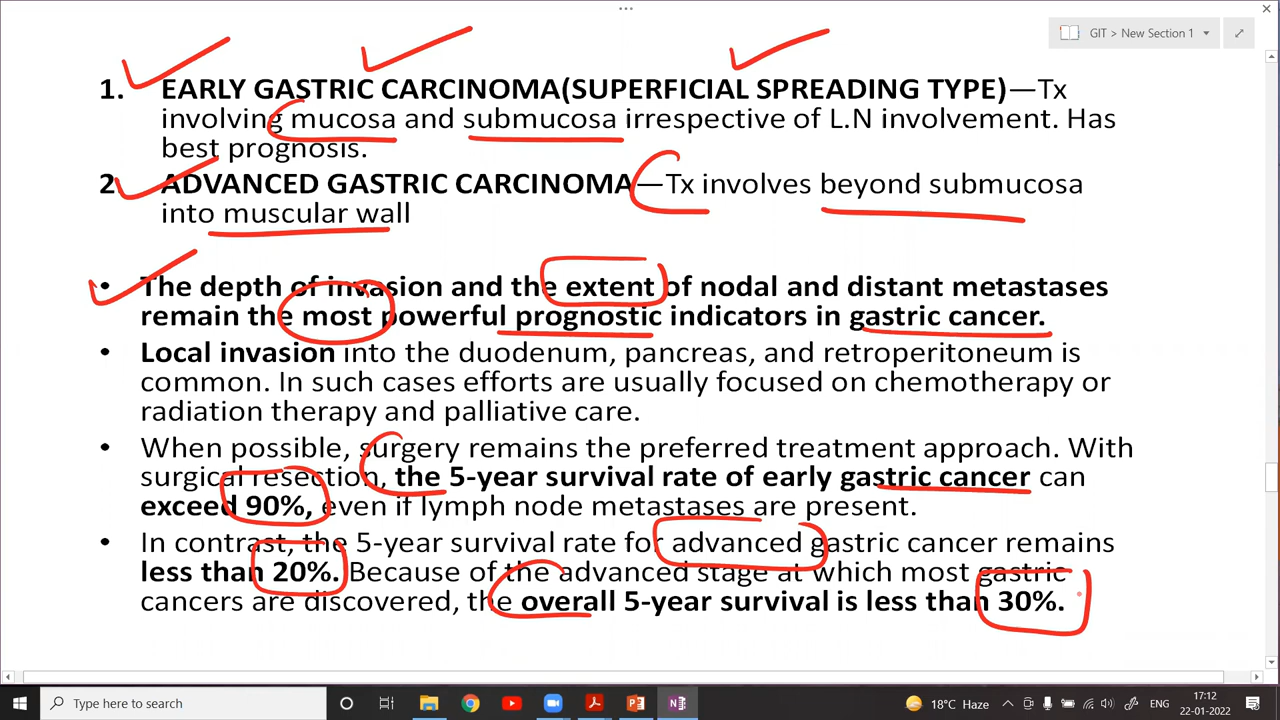 GIT > New Section 1
1. EARLY GASTRIC CARCINOMA(SUPERFICIAL SPREADING TYPE)—Tx
involving mucosa and submucosa irrespective of L.N involvement. Has
best prognosis.
2 ADVANCED GASTRIC CARCINOMA—Tx involves beyond submucosa
into muscular wall
• The depth of invasion and the extent of nodal and distant metastases
remain the most powerful prognostic indicators in gastric cancer.
• Local invasion into the duodenum, pancreas, and retroperitoneum is
common. In such cases efforts are usually focused on chemotherapy or
radiation therapy and palliative care.
• When possible, surgery remains the preferred treatment approach. With
surgical resection, the 5-year survival rate of early gastric cancer can
exceed 90%, even if lymph node metastases are present.
• In contrast, the 5-year survival rate for advanced gastric cancer remains
less than 20%. Because of the advanced stage at which most gastric
cancers are discovered, the overall 5-year survival is less than 30%.
Type here to search
18°C Haze
ENG
17:12
22-01-2022